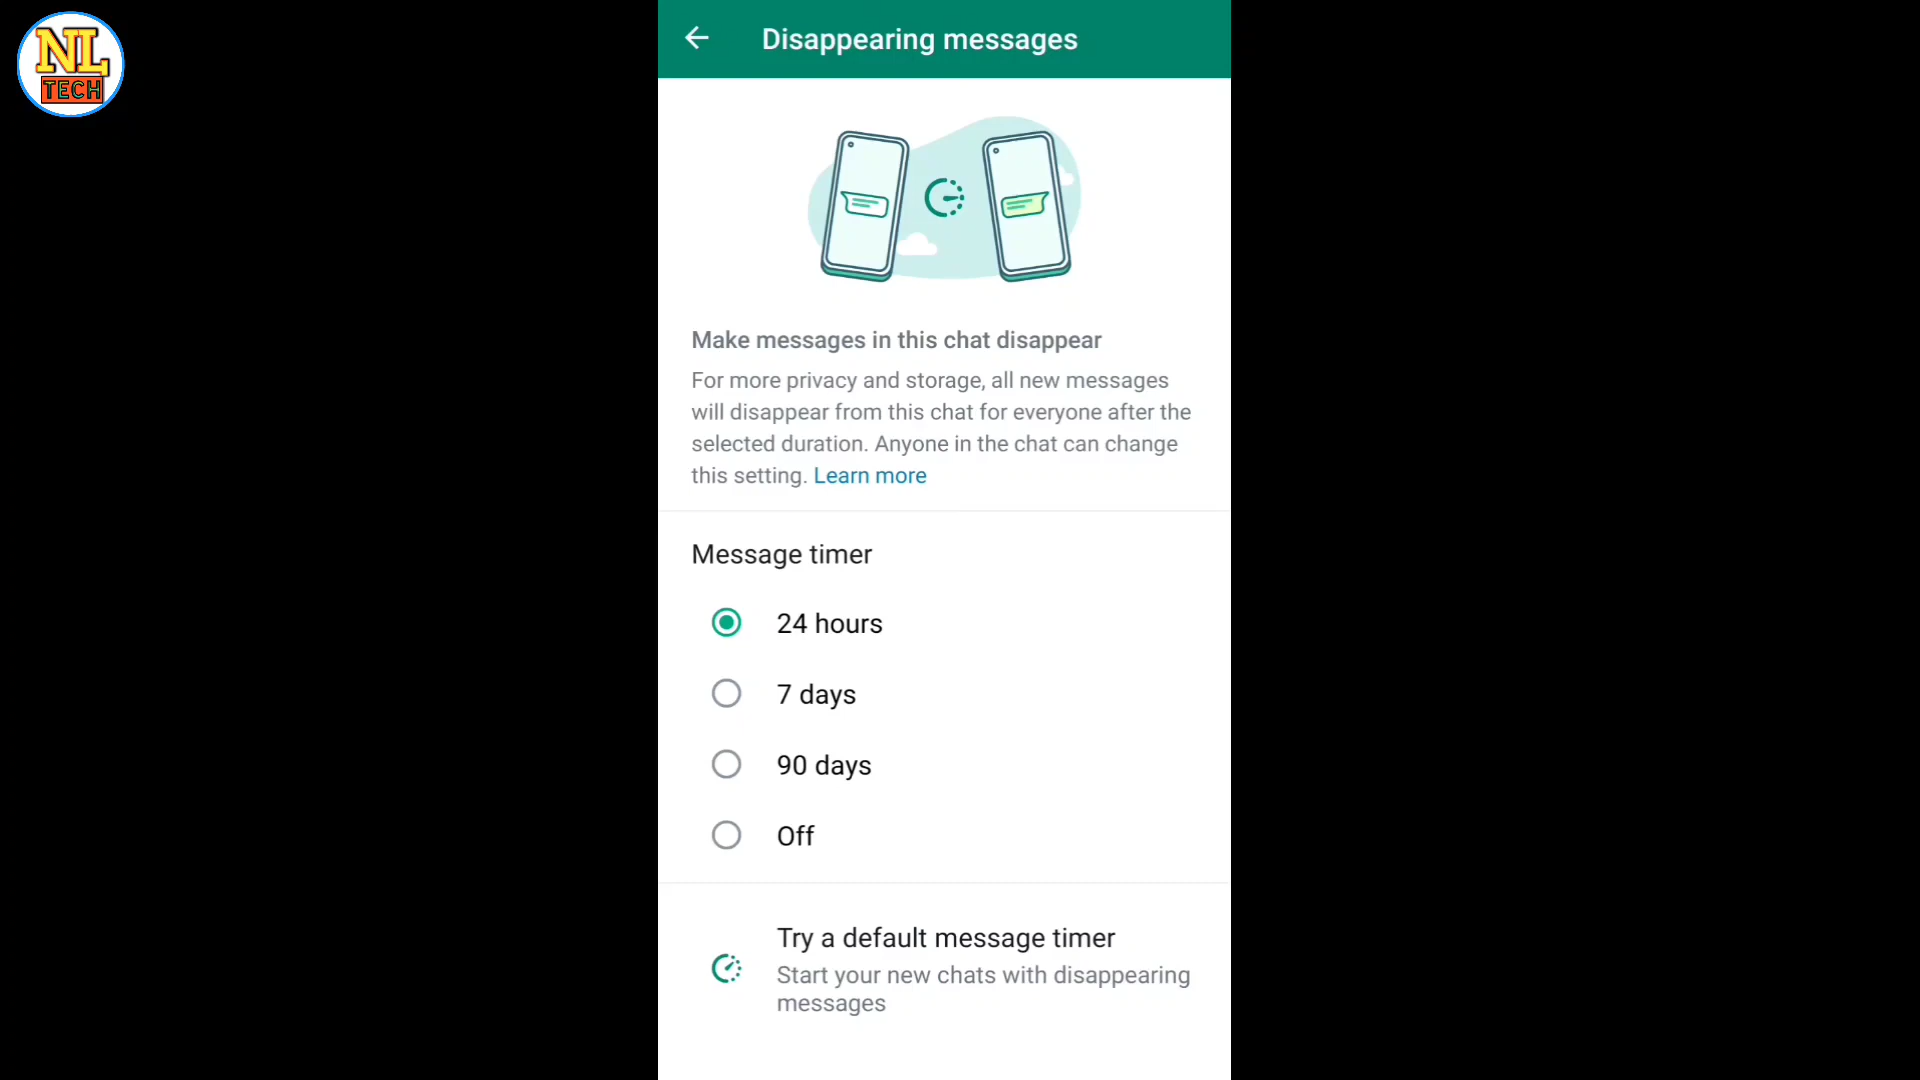 NL
TECH
Disappearing messages
Make messages in this chat disappear
For more privacy and storage, all new messages
will disappear from this chat for everyone after the
selected duration. Anyone in the chat can change
this setting. Learn more
Message timer
24 hours
7 days
90 days
Off
Try a default message timer
Start your new chats with disappearing
messages